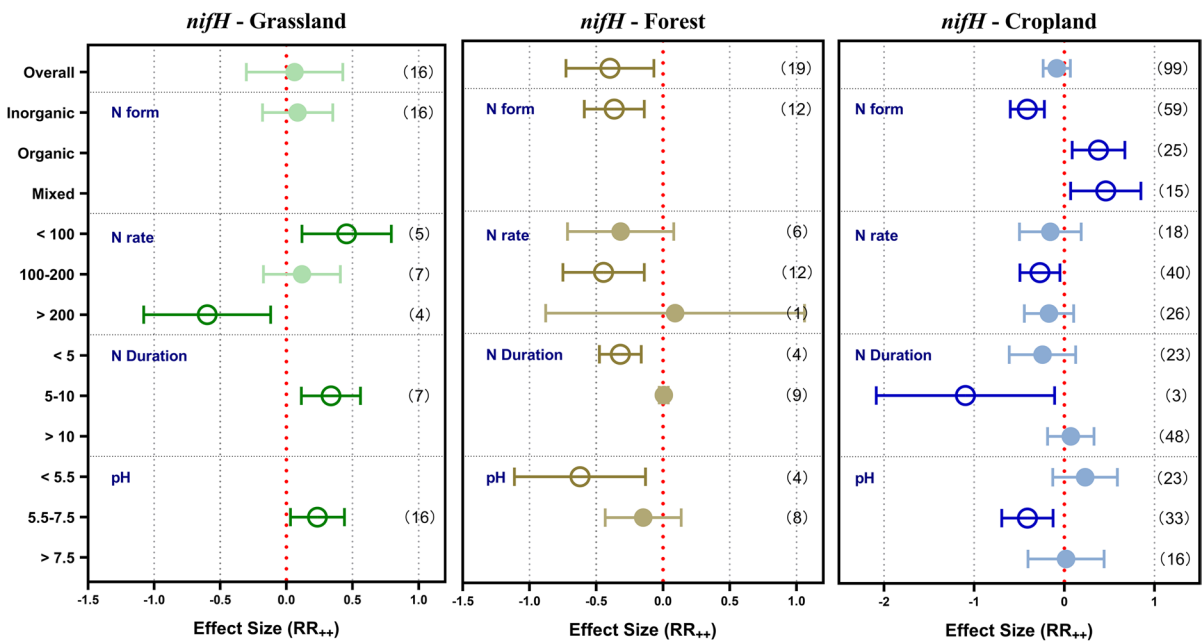 nifH - Grassland
nifH - Forest
nifH - Cropland
Overall (16) (19) (99)
Inorganic N form (16) N form (12) N form (59)
Organic (25)
Mixed (15)
< 100 N rate (5) N rate (6) N rate (18)
100-200 (7) (12) (40)
> 200 (4) (1) (26)
< 5 N Duration N Duration (4) N Duration (23)
5-10 (7) (9) (3)
> 10 (48)
< 5.5 pH pH (4) pH (23)
5.5-7.5 (16) (8) (33)
> 7.5 (16)
-1.5 -1.0 -0.5 0.0 0.5 1.0 -1.5 -1.0 -0.5 0.0 0.5 1.0 -2 -1 0 1
Effect Size (RR++) Effect Size (RR++) Effect Size (RR++)